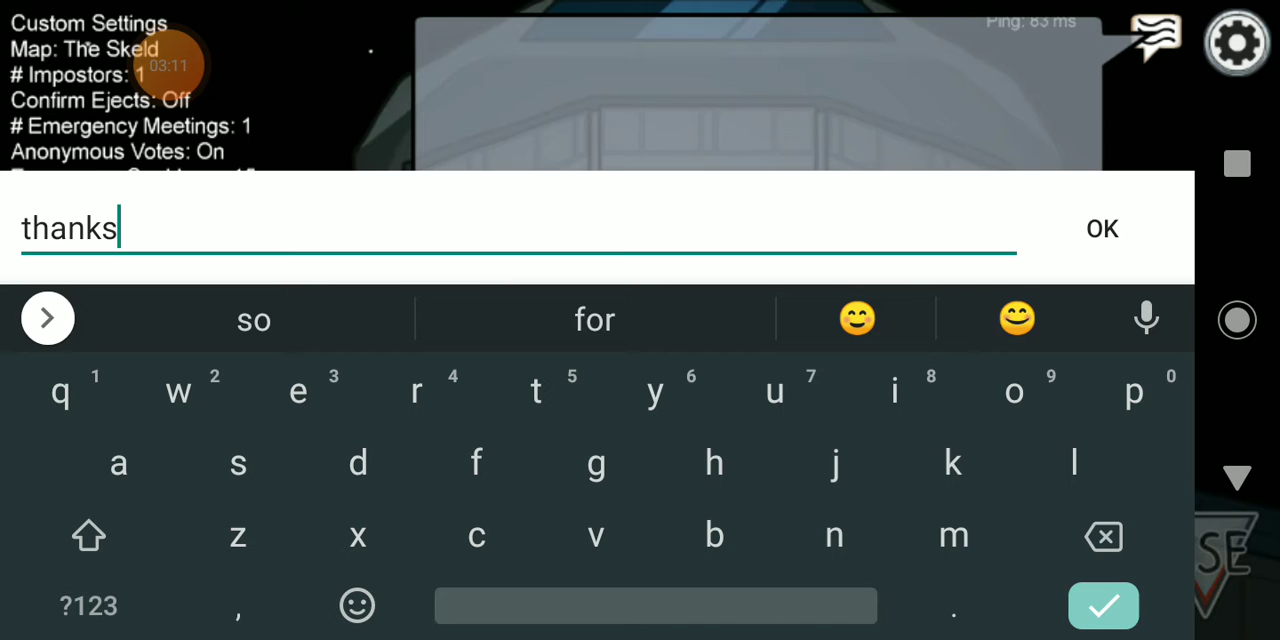 Custom Settings
Map: The Skeld
# Impostors: 1
03:11
Confirm Ejects: Off
# Emergency Meetings: 1
Anonymous Votes: On
Ping: 83 ms
thanks
OK
so for
q 1 w 2 e 3 r 4 t 5 y 6 u 7 i 8 o 9 p 0
a s d f g h j k l
z x c v b n m
?123 , .
SE